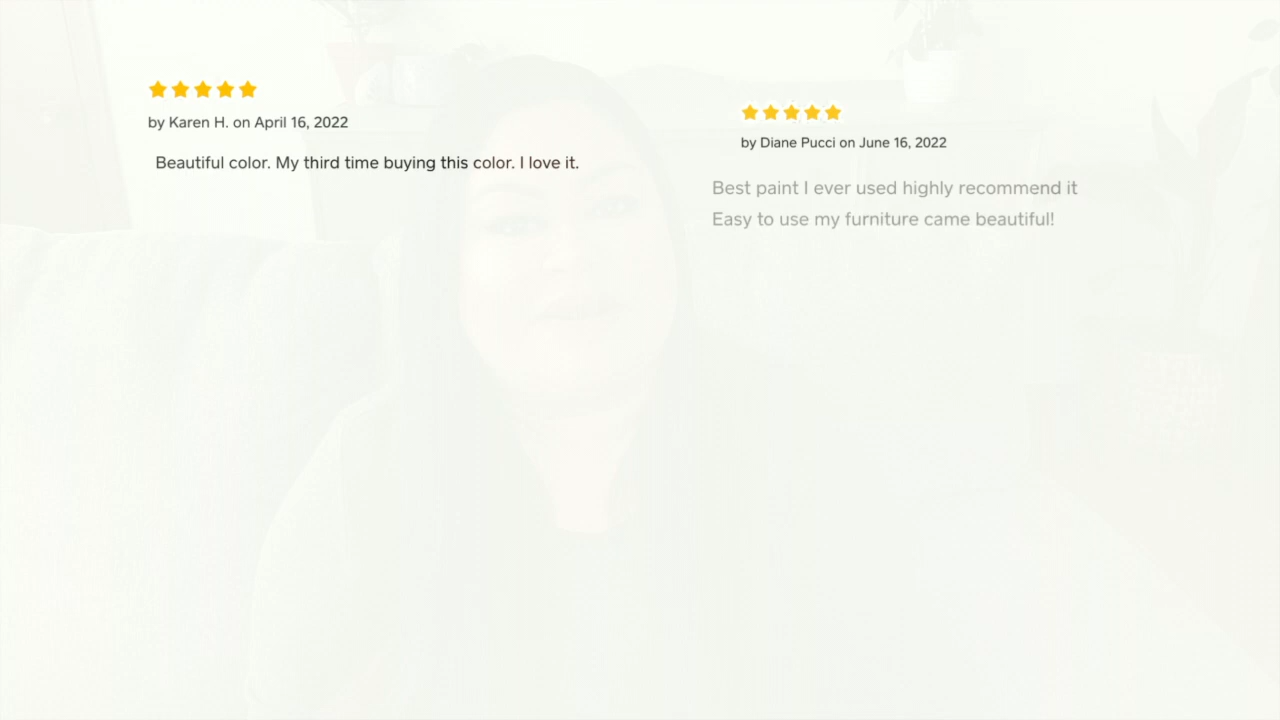 by Karen H. on April 16, 2022
Beautiful color. My third time buying this color. I love it.
by Diane Pucci on June 16, 2022
Best paint I ever used highly recommend it
Easy to use my furniture came beautiful!